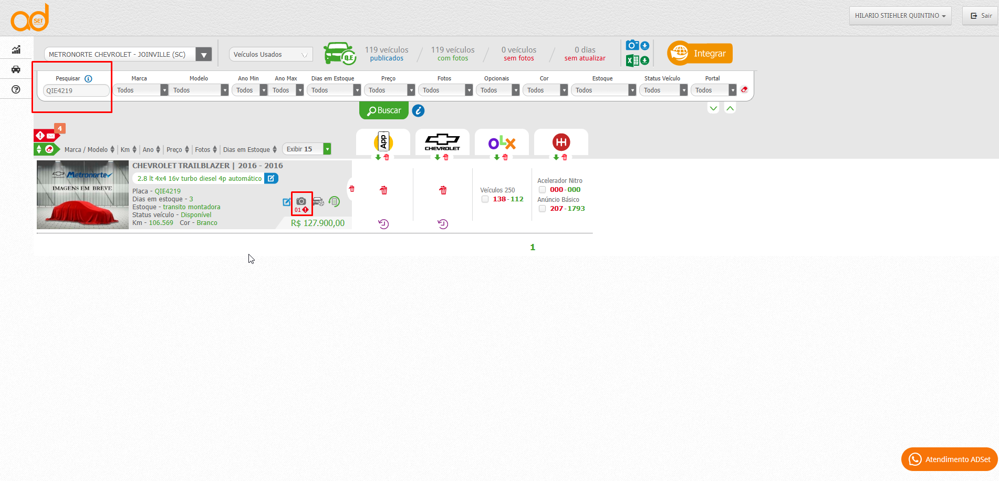 ad SET
HILARIO STIEHLER QUINTINO
Sair
METRONORTE CHEVROLET - JOINVILLE (SC)
Veículos Usados
Q.E
119 veículos
publicados
119 veículos
com fotos
0 veículos
sem fotos
0 dias
sem atualizar
Integrar
Pesquisar
Marca
Modelo
Ano Min
Ano Max
Dias em Estoque
Preço
Fotos
Opcionais
Cor
Estoque
Status Veículo
Portal
QIE4219
Todos
Todos
Todos
Todos
Todos
Todos
Todos
Todos
Todos
Todos
Todos
Todos
Buscar
4
Marca / Modelo
Km
Ano
Preço
Fotos
Dias em Estoque
Exibir 15
App
CHEVROLET
OLX
CHEVROLET TRAILBLAZER | 2016 - 2016
Metronorte
IMAGENS EM BREVE
2.8 lt 4x4 16v turbo diesel 4p automático
Placa - QIE4219
Dias em estoque - 3
Estoque - transito montadora
Status veículo - Disponível
Km - 106.569 Cor - Branco
01
R$ 127.900,00
Veículos 250
138 - 112
Acelerador Nitro
000 - 000
Anúncio Básico
207 - 1793
1
Atendimento ADSet